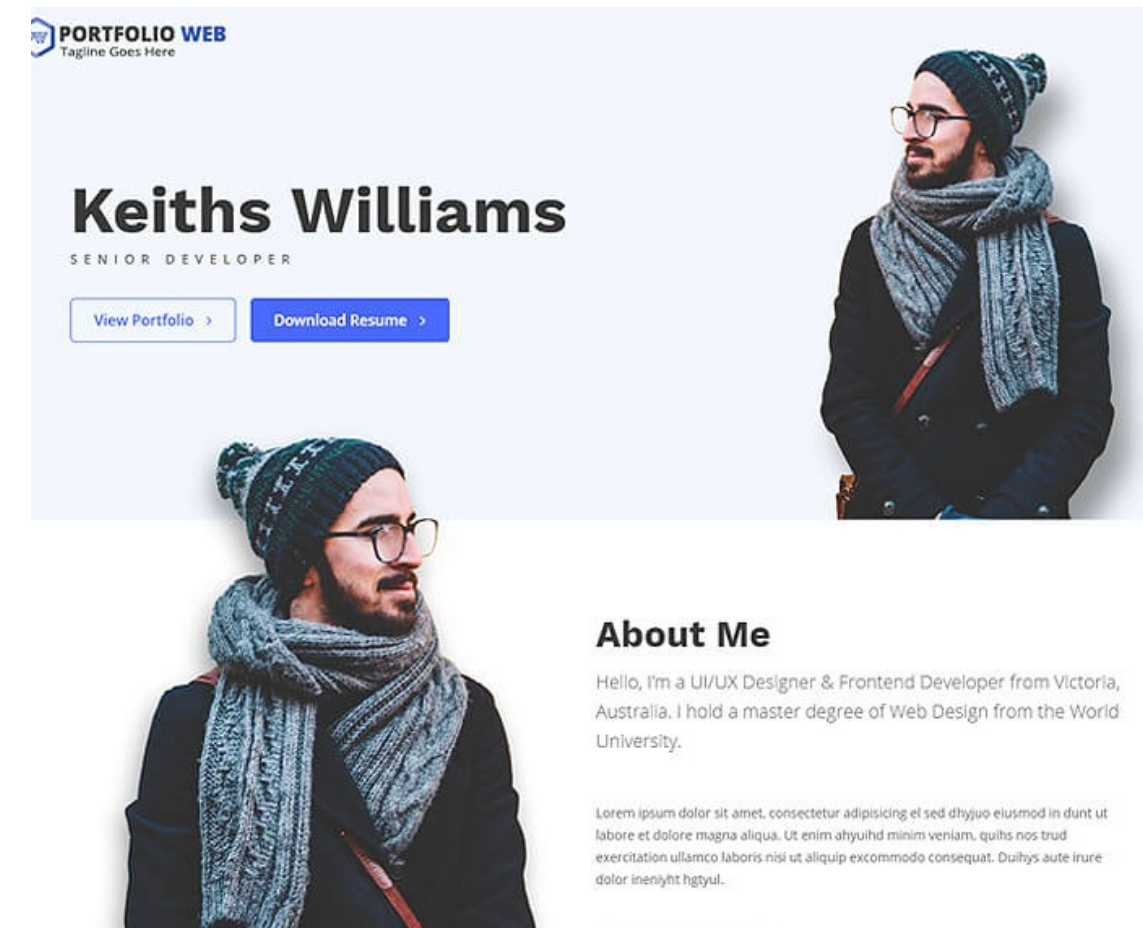 PORTFOLIO WEB
Tagline Goes Here
Keiths Williams
SENIOR DEVELOPER
View Portfolio >
Download Resume >
About Me
Hello, I'm a UI/UX Designer & Frontend Developer from Victoria,
Australia. I hold a master degree of Web Design from the World
University.
Lorem ipsum dolor sit amet, consectetur adipisicing el sed dhyjuo eiusmod in dunt ut
labore et dolore magna aliqua. Ut enim ahyuihd minim veniam, quihs nos trud
exercitation ullamco laboris nisi ut aliquip excommodo consequat. Duihys aute irure
dolor ineniyht hgtyul.